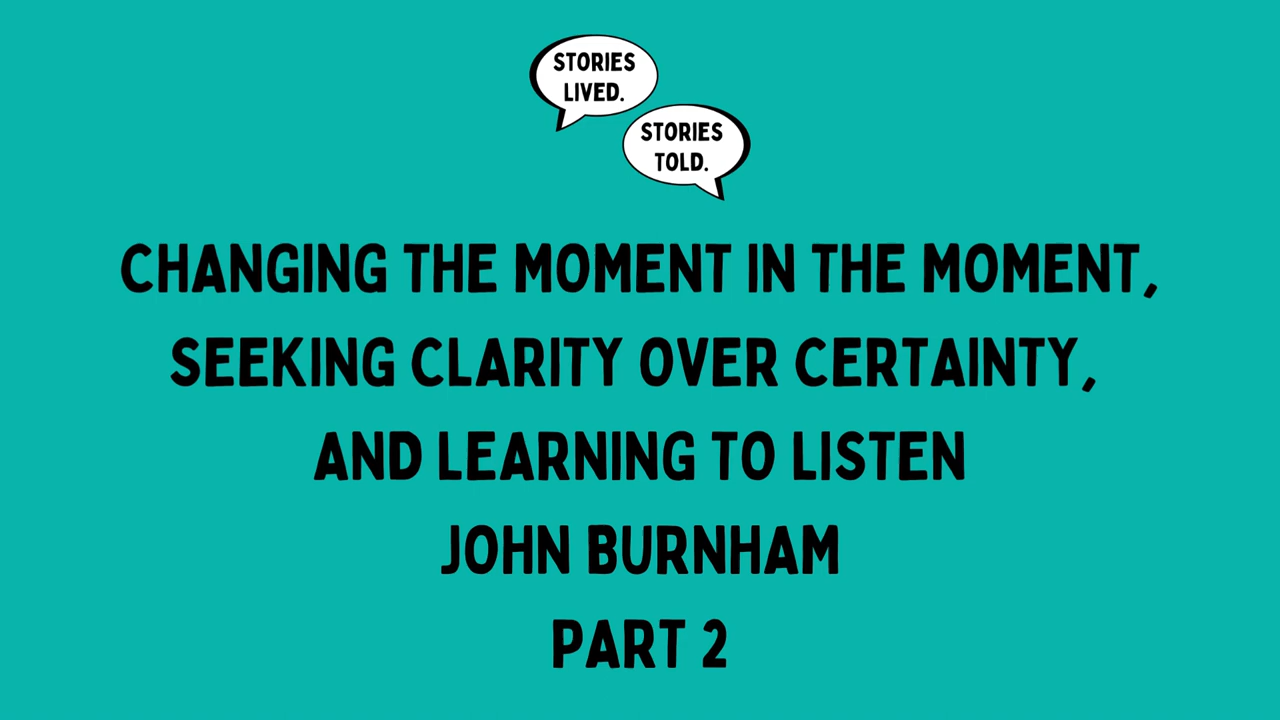 STORIES
LIVED.
STORIES
TOLD.
CHANGING THE MOMENT IN THE MOMENT,
SEEKING CLARITY OVER CERTAINTY,
AND LEARNING TO LISTEN
JOHN BURNHAM
PART 2